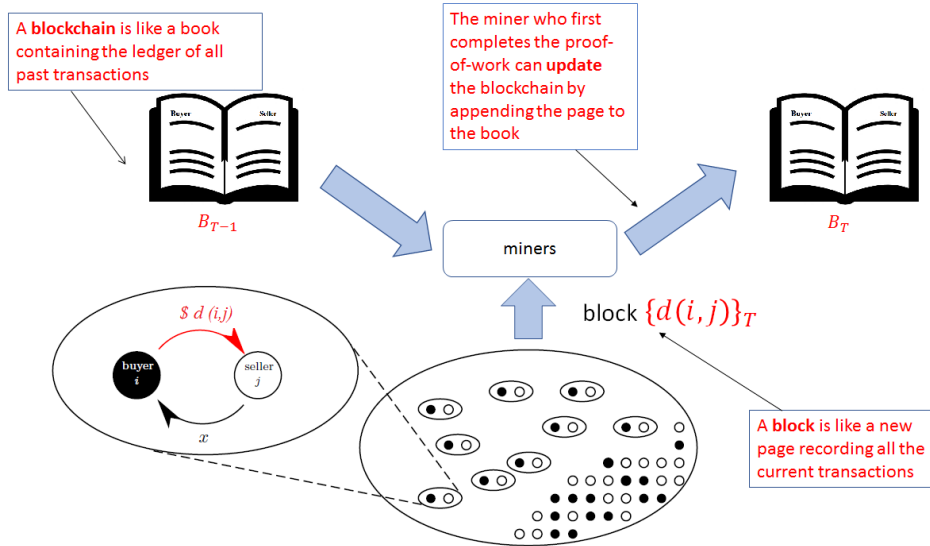 A blockchain is like a book
containing the ledger of all
past transactions
The miner who first
completes the proof-
of-work can update
the blockchain by
appending the page to
the book
Buyer
Seller
Buyer
Seller
B_{T−1}
B_T
miners
block {d(i,j)}_T
$ d (i,j)
buyer
i
seller
j
x
A block is like a new
page recording all the
current transactions